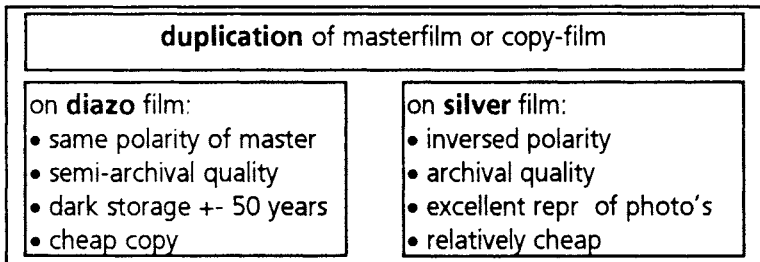 duplication of masterfilm or copy-film
on diazo film:
• same polarity of master
• semi-archival quality
• dark storage +- 50 years
• cheap copy
on silver film:
• inversed polarity
• archival quality
• excellent repr of photo's
• relatively cheap